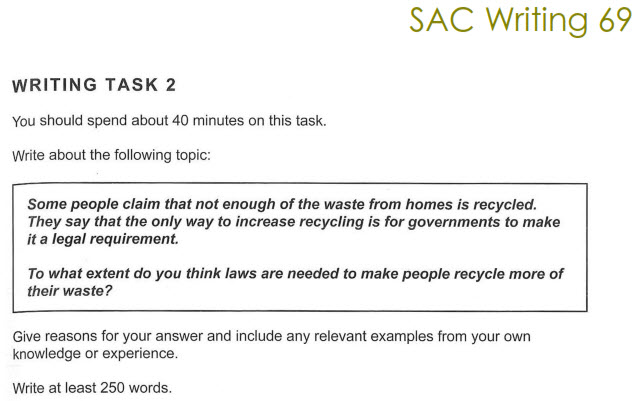 SAC Writing 69
WRITING TASK 2
You should spend about 40 minutes on this task.
Write about the following topic:
Some people claim that not enough of the waste from homes is recycled.
They say that the only way to increase recycling is for governments to make
it a legal requirement.
To what extent do you think laws are needed to make people recycle more of
their waste?
Give reasons for your answer and include any relevant examples from your own
knowledge or experience.
Write at least 250 words.